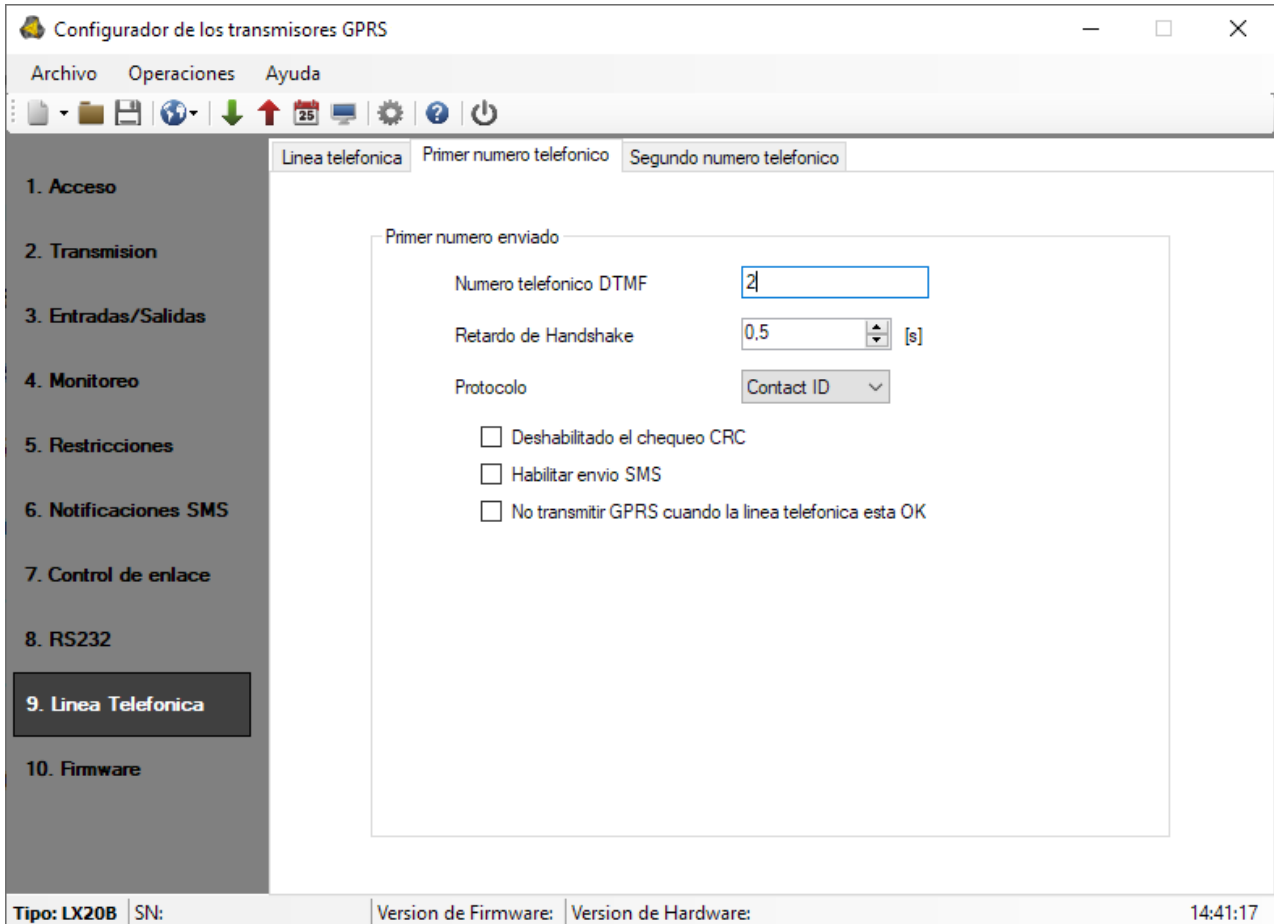 Configurador de los transmisores GPRS
Archivo Operaciones Ayuda
25
Linea telefonica Primer numero telefonico Segundo numero telefonico
1. Acceso
2. Transmision
3. Entradas/Salidas
4. Monitoreo
5. Restricciones
6. Notificaciones SMS
7. Control de enlace
8. RS232
9. Linea Telefonica
10. Firmware
Primer numero enviado
Numero telefonico DTMF 2
Retardo de Handshake 0,5 [s]
Protocolo Contact ID
Deshabilitado el chequeo CRC
Habilitar envio SMS
No transmitir GPRS cuando la linea telefonica esta OK
Tipo: LX20B SN: Version de Firmware: Version de Hardware: 14:41:17